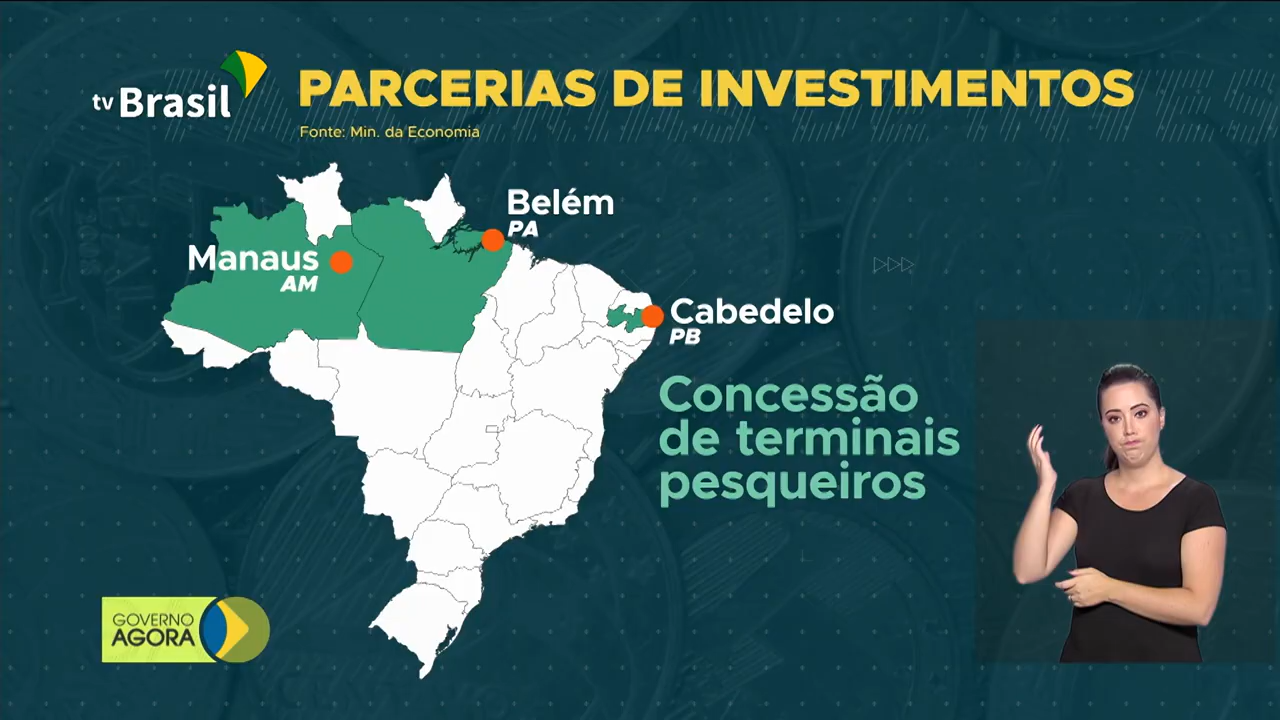 tv Brasil
PARCERIAS DE INVESTIMENTOS
Fonte: Min. da Economia
Belém
PA
Manaus
AM
Cabedelo
PB
Concessão
de terminais
pesqueiros
GOVERNO
AGORA